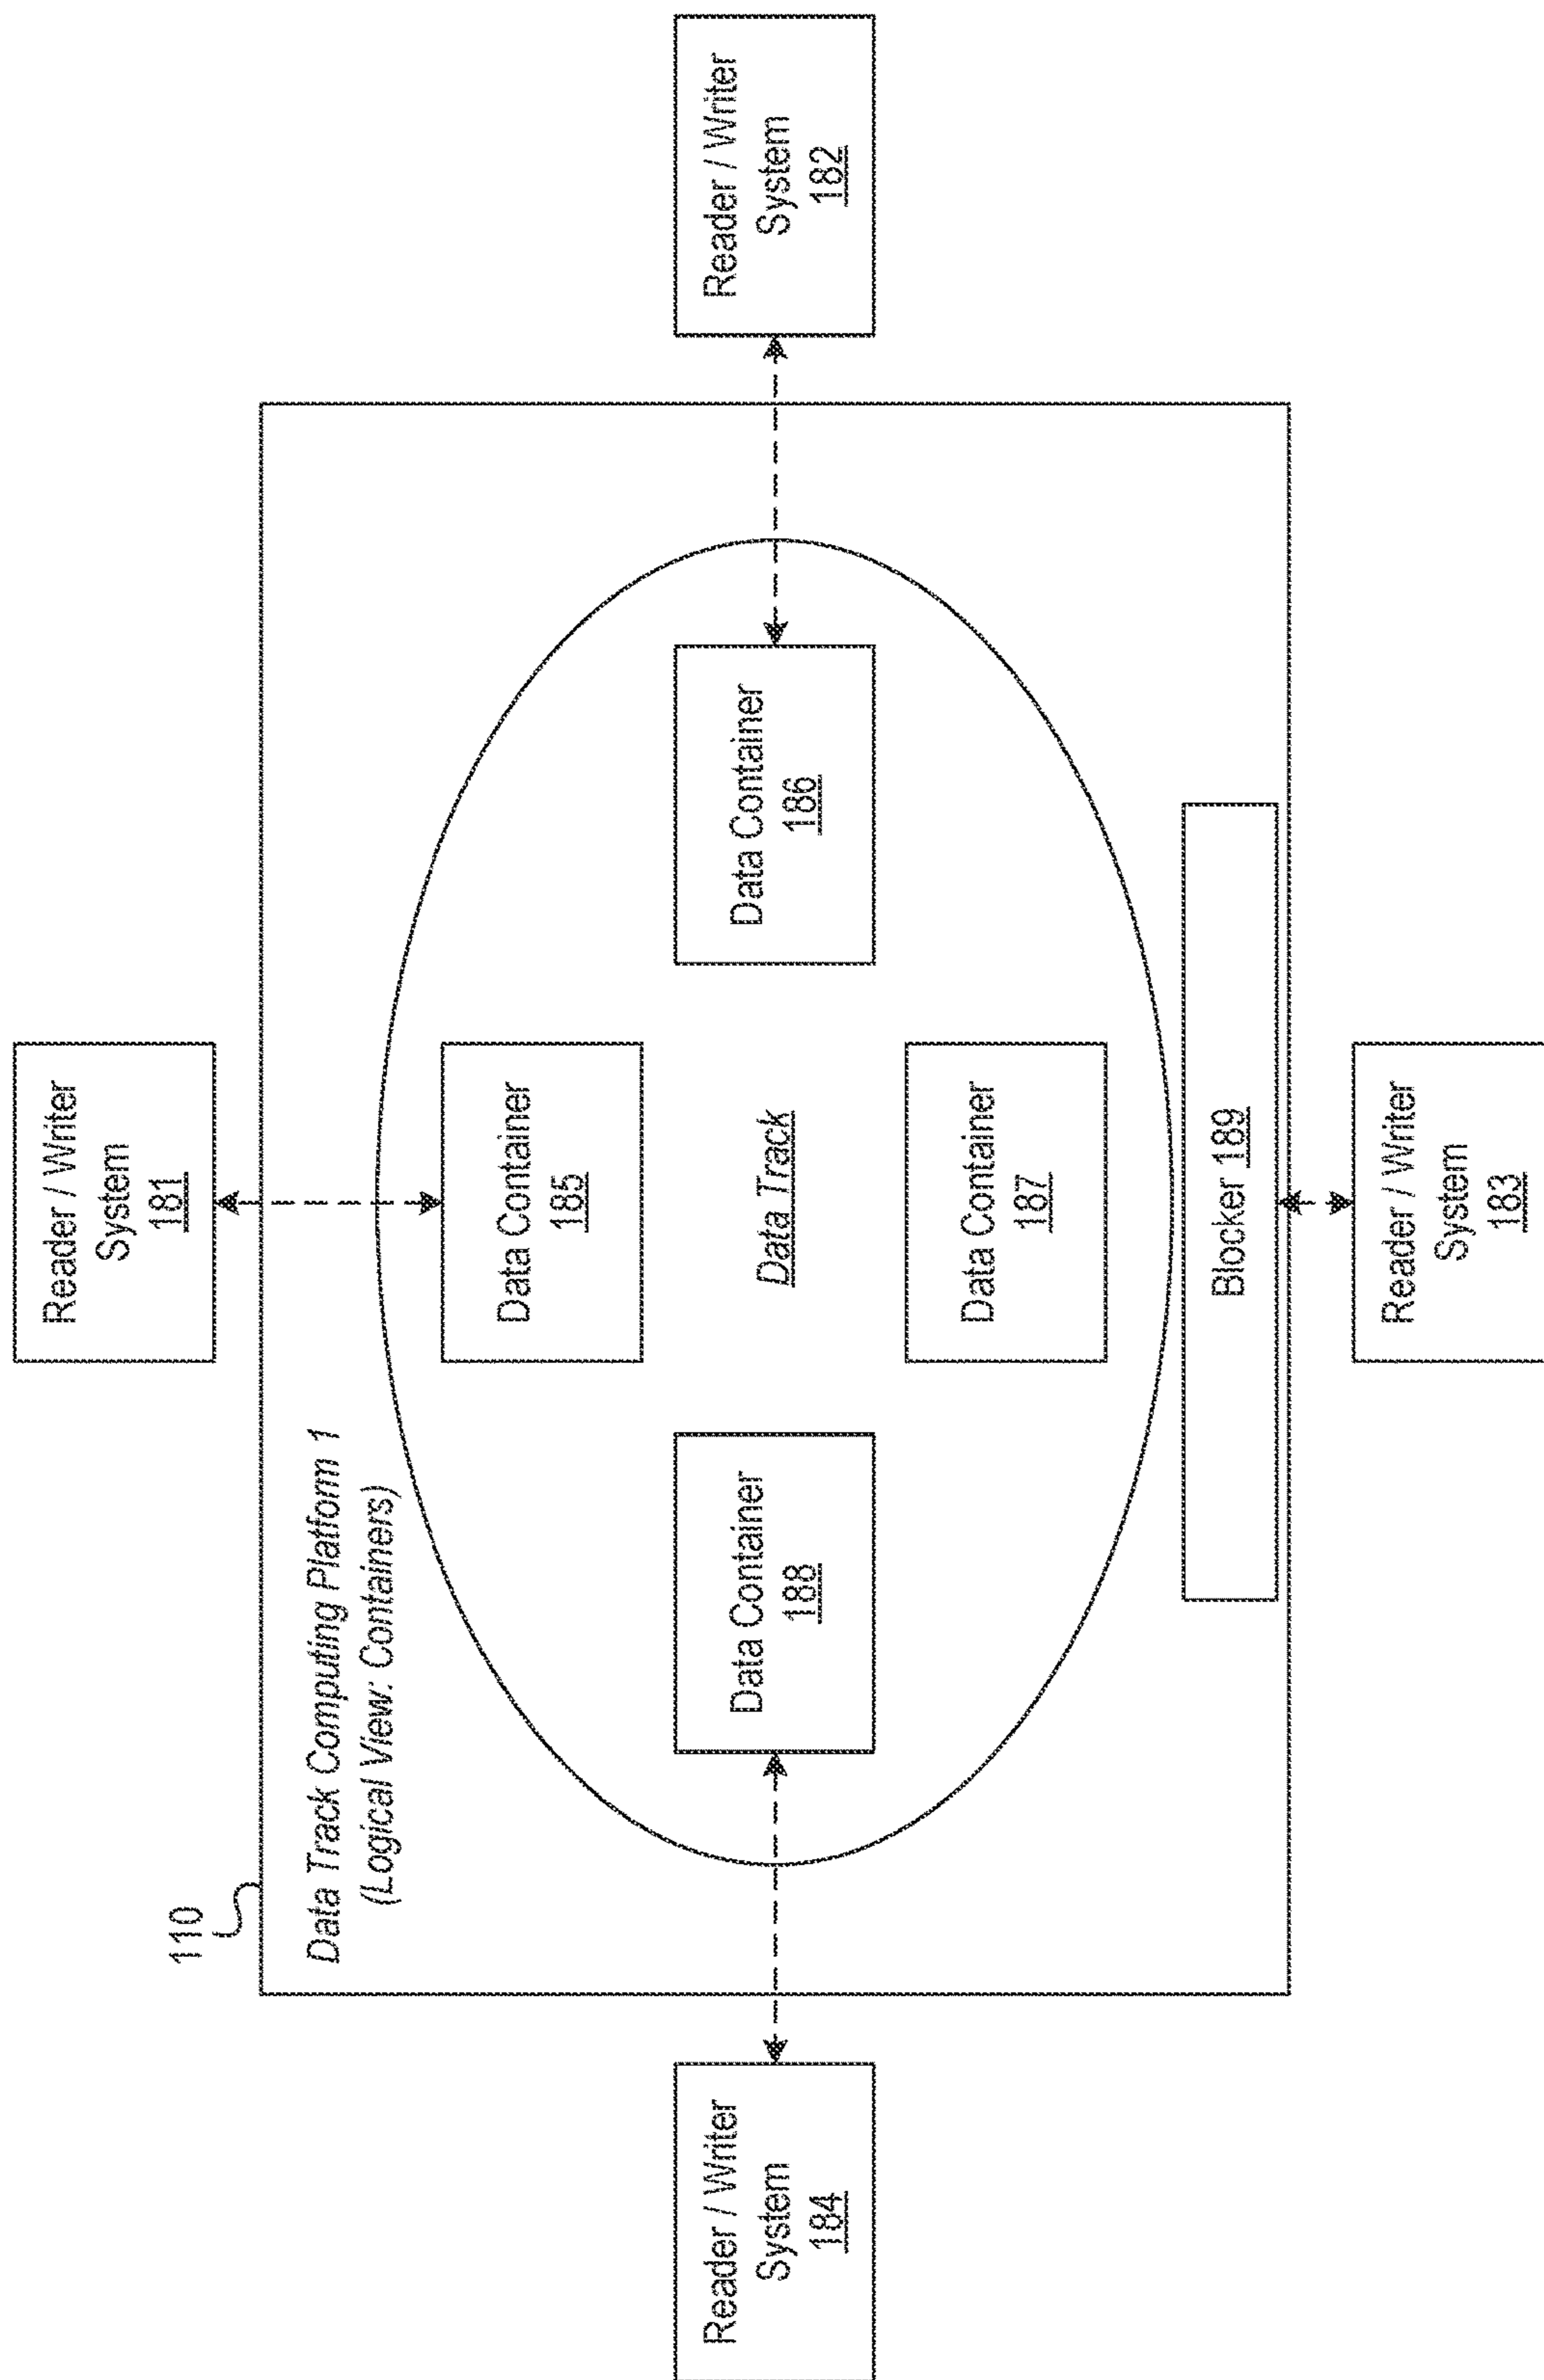 110
Data Track Computing Platform 1
(Logical View: Containers)
Reader / Writer
System
181
Reader / Writer
System
184
Data Container
185
Data Container
188
Data Track
Data Container
186
Data Container
187
Reader / Writer
System
182
Blocker 189
Reader / Writer
System
183